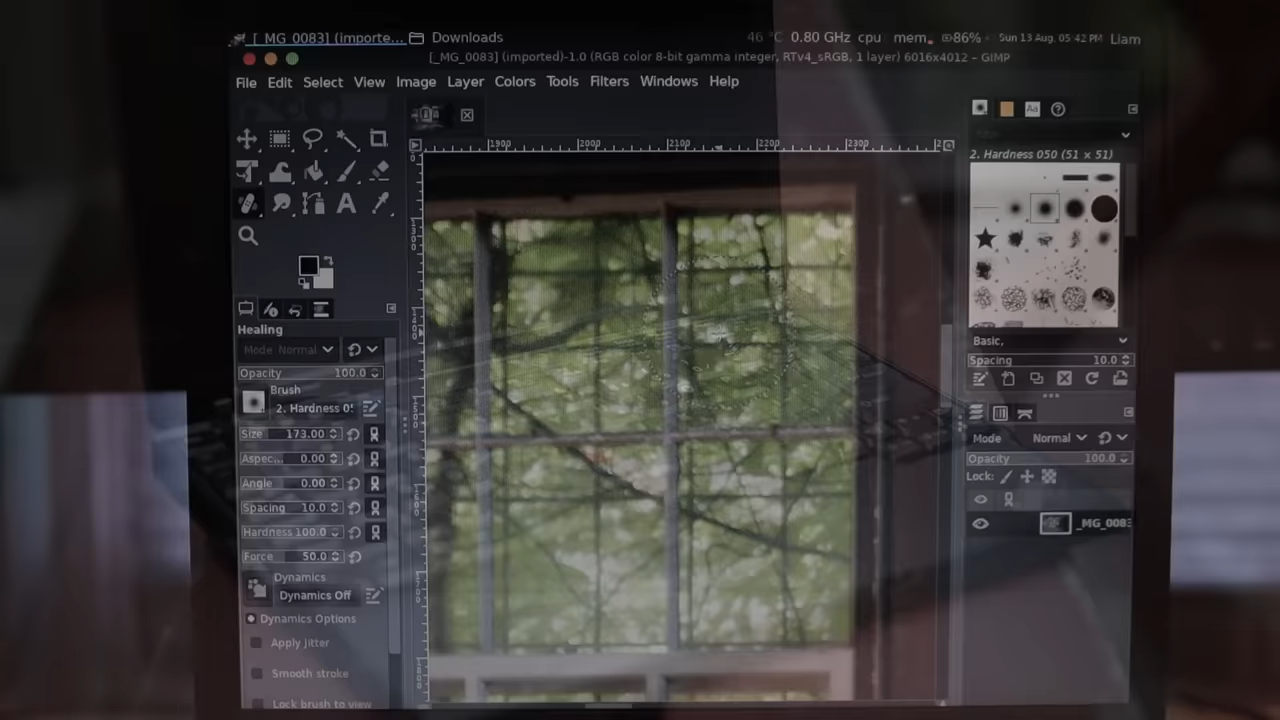 [_MG_0083] (importe... Downloads 46 °C 0.80 GHz cpu mem 86% Sun 13 Aug, 05:42 PM Liam
[_MG_0083] (imported)-1.0 (RGB color 8-bit gamma integer, RTv4_sRGB, 1 layer) 6016x4012 – GIMP
File Edit Select View Image Layer Colors Tools Filters Windows Help
Aa
1900 2000 2100 2200 2300
2. Hardness 050 (51 × 51)
Healing
Mode Normal
Opacity 100.0
Brush
2. Hardness 0!
Size 173.00
Aspec... 0.00
Angle 0.00
Spacing 10.0
Hardness 100.0
Force 50.0
Dynamics
Dynamics Off
Dynamics Options
Apply Jitter
Smooth stroke
Lock brush to view
Basic,
Spacing 10.0
Mode Normal
Opacity 100.0
Lock:
_MG_008